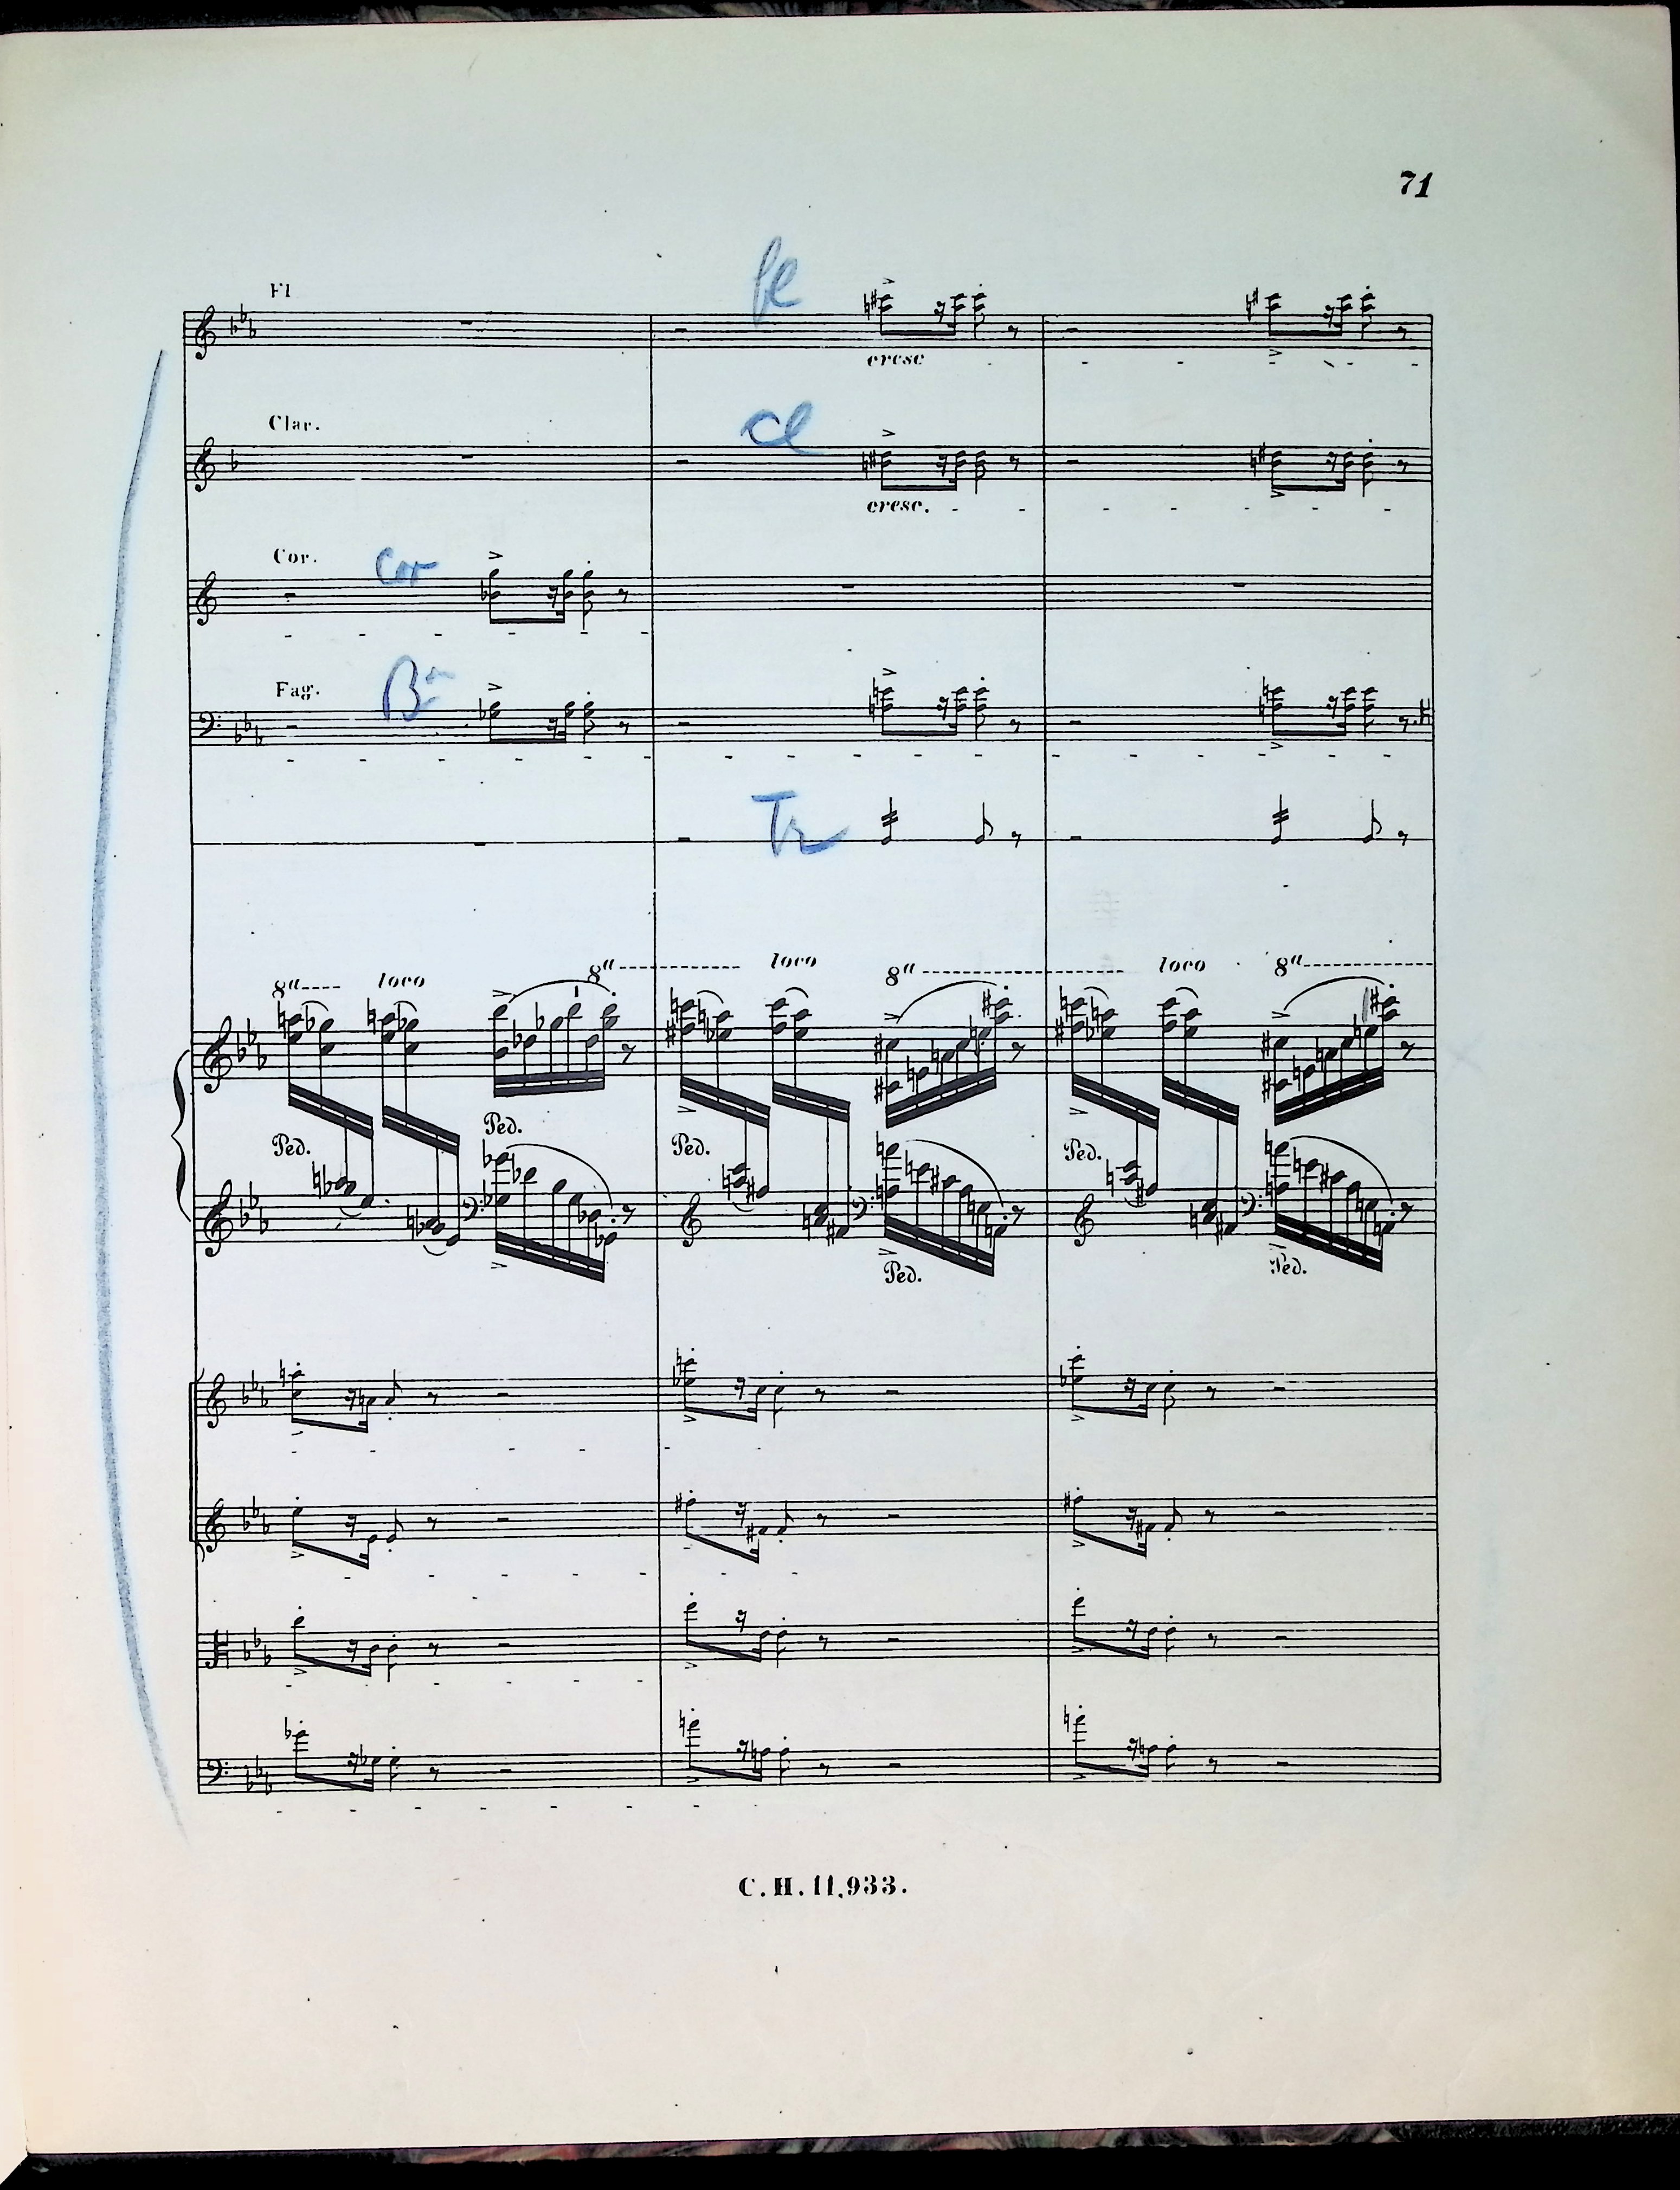 71
fl
Fl
cresc
Cl
Clar.
cresc.
Cor. Cor
Fag. Bn
Tr
8a loco 8a loco 8a loco 8a
Ped. Ped. Ped. Ped.
Ped. Ped.
C. H. 11,933.